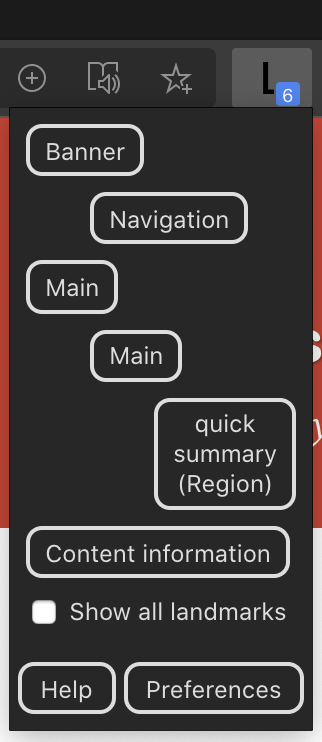 L
6
Banner
Navigation
Main
Main
quick
summary
(Region)
Content information
Show all landmarks
Help
Preferences